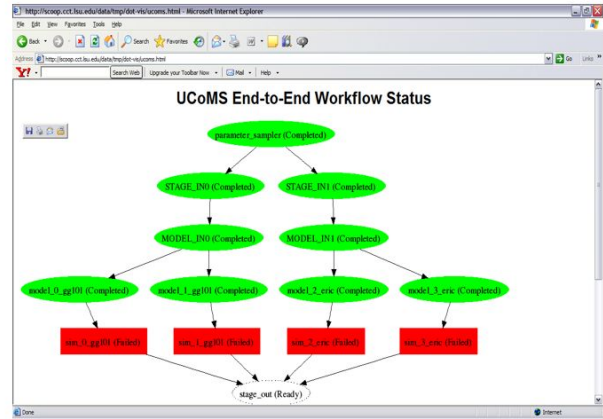 http://scoop.cct.lsu.edu/data/tmp/dot-vis/ucoms.html - Microsoft Internet Explorer
File Edit View Favorites Tools Help
Back Search Favorites
Address http://scoop.cct.lsu.edu/data/tmp/dot-vis/ucoms.html Go Links »
Y! Search Web Upgrade your Toolbar Now Mail Help
UCoMS End-to-End Workflow Status
parameter_sampler (Completed)
STAGE_IN0 (Completed) STAGE_IN1 (Completed)
MODEL_IN0 (Completed) MODEL_IN1 (Completed)
model_0_gg101 (Completed) model_1_gg101 (Completed) model_2_eric (Completed) model_3_eric (Completed)
sim_0_gg101 (Failed) sim_1_gg101 (Failed) sim_2_eric (Failed) sim_3_eric (Failed)
stage_out (Ready)
Done Internet